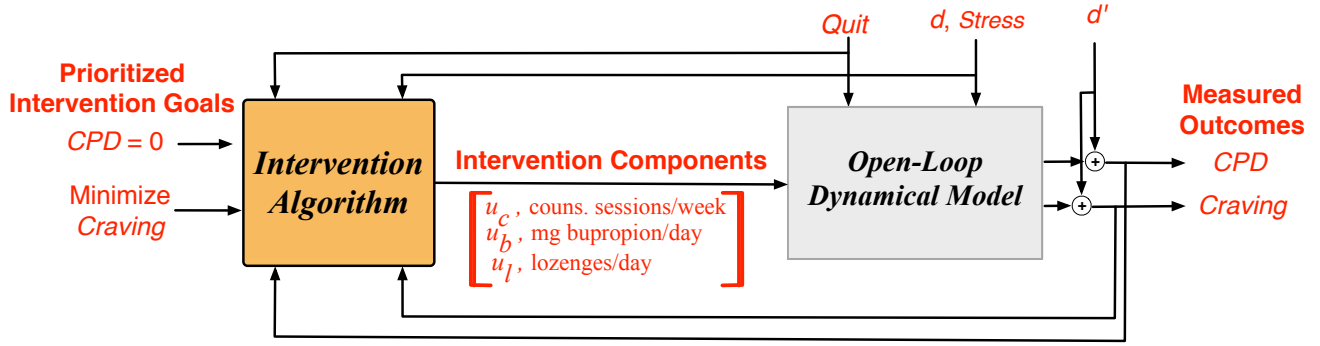 Quit
d, Stress
d'
Prioritized
Intervention Goals
CPD = 0
Minimize
Craving
Intervention
Algorithm
Intervention Components
u_c, couns. sessions/week
u_b, mg bupropion/day
u_l, lozenges/day
Open-Loop
Dynamical Model
+
+
Measured
Outcomes
CPD
Craving